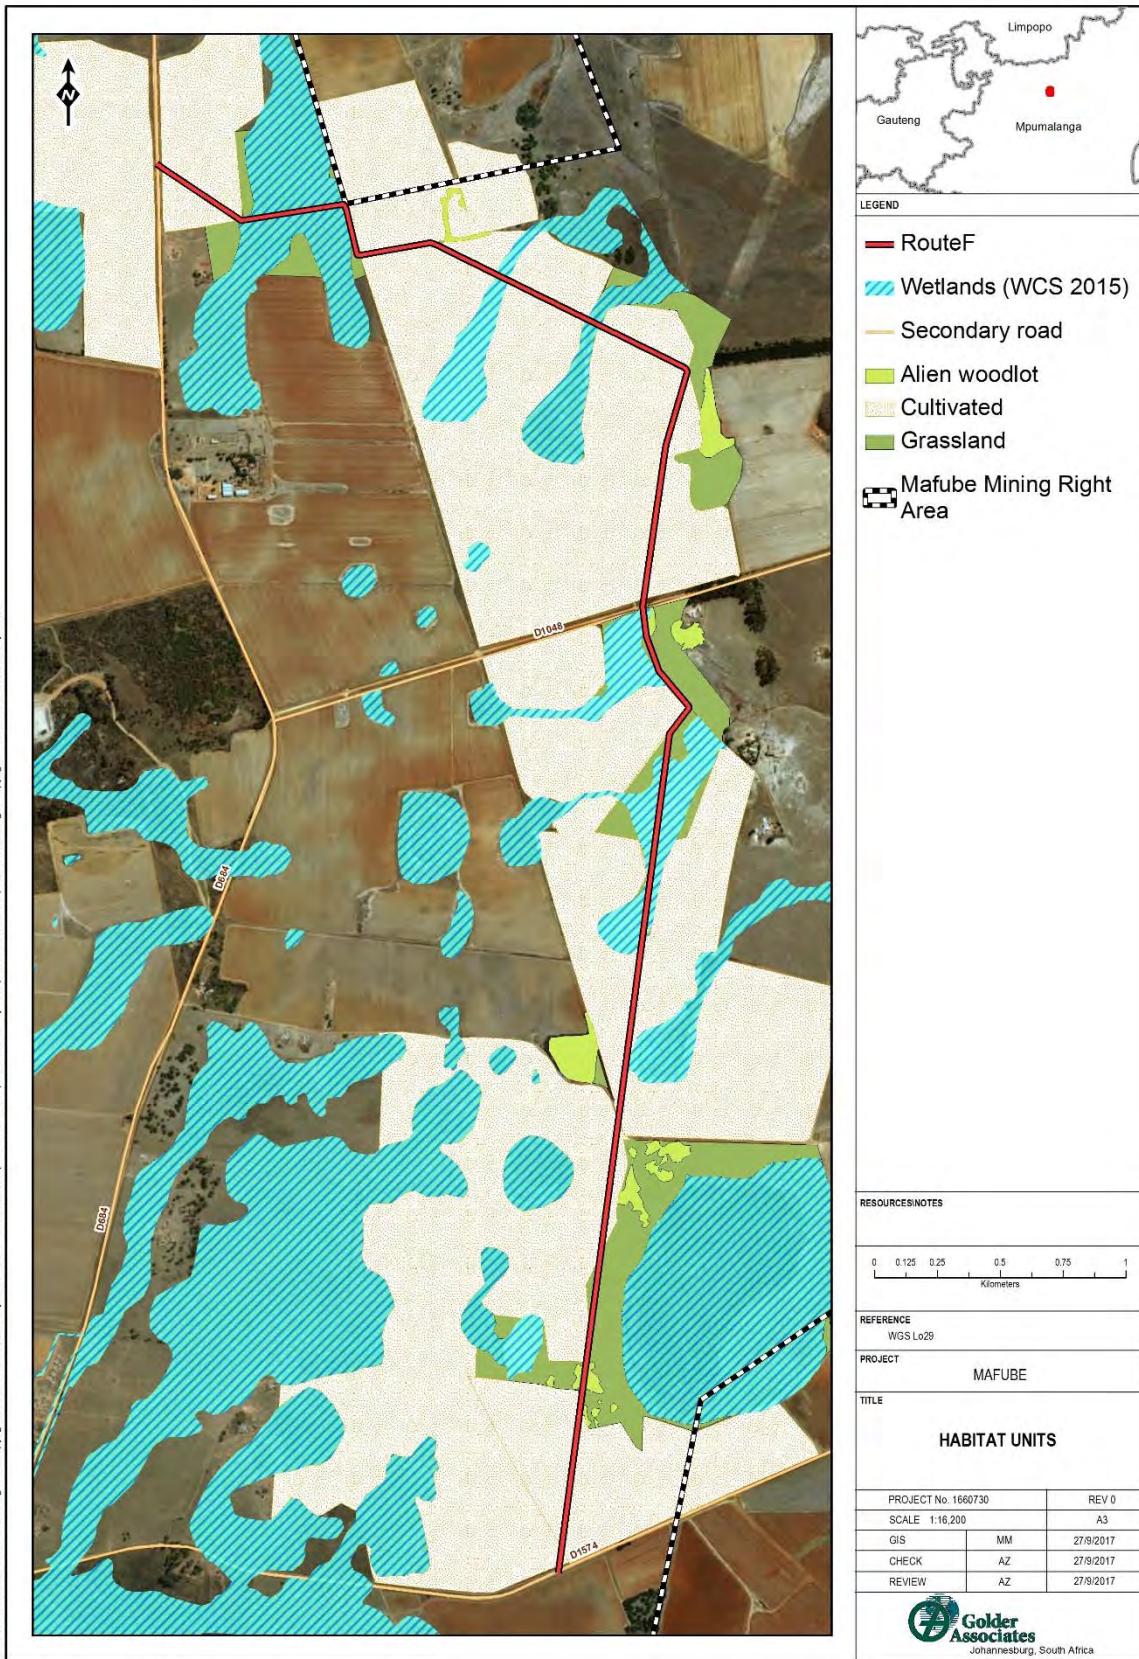 N
D1048
D684
D684
D1574
Limpopo
Gauteng
Mpumalanga
LEGEND
RouteF
Wetlands (WCS 2015)
Secondary road
Alien woodlot
Cultivated
Grassland
Mafube Mining Right
Area
RESOURCES\NOTES
0 0.125 0.25 0.5 0.75 1
Kilometers
REFERENCE
WGS Lo29
PROJECT
MAFUBE
TITLE
HABITAT UNITS
PROJECT No. 1660730 REV 0
SCALE 1:16,200 A3
GIS MM 27/9/2017
CHECK AZ 27/9/2017
REVIEW AZ 27/9/2017
Golder
Associates
Johannesburg, South Africa